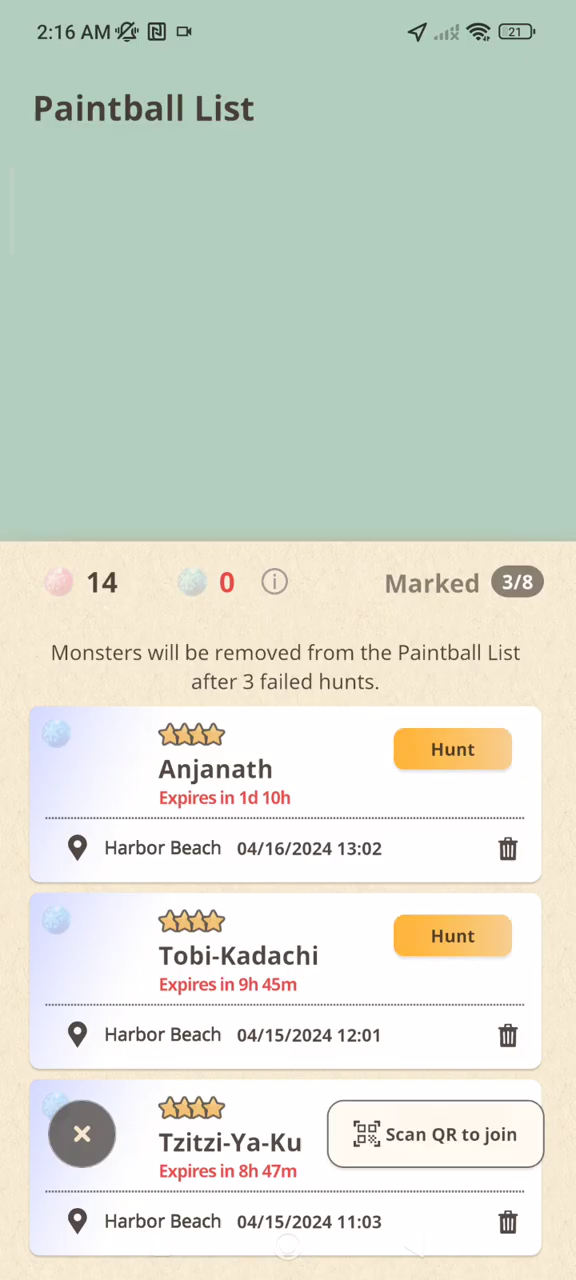 2:16 AM
21
Paintball List
14
0
Marked 3/8
Monsters will be removed from the Paintball List
after 3 failed hunts.
Anjanath
Hunt
Expires in 1d 10h
Harbor Beach 04/16/2024 13:02
Tobi-Kadachi
Hunt
Expires in 9h 45m
Harbor Beach 04/15/2024 12:01
Tzitzi-Ya-Ku
Scan QR to join
Expires in 8h 47m
Harbor Beach 04/15/2024 11:03